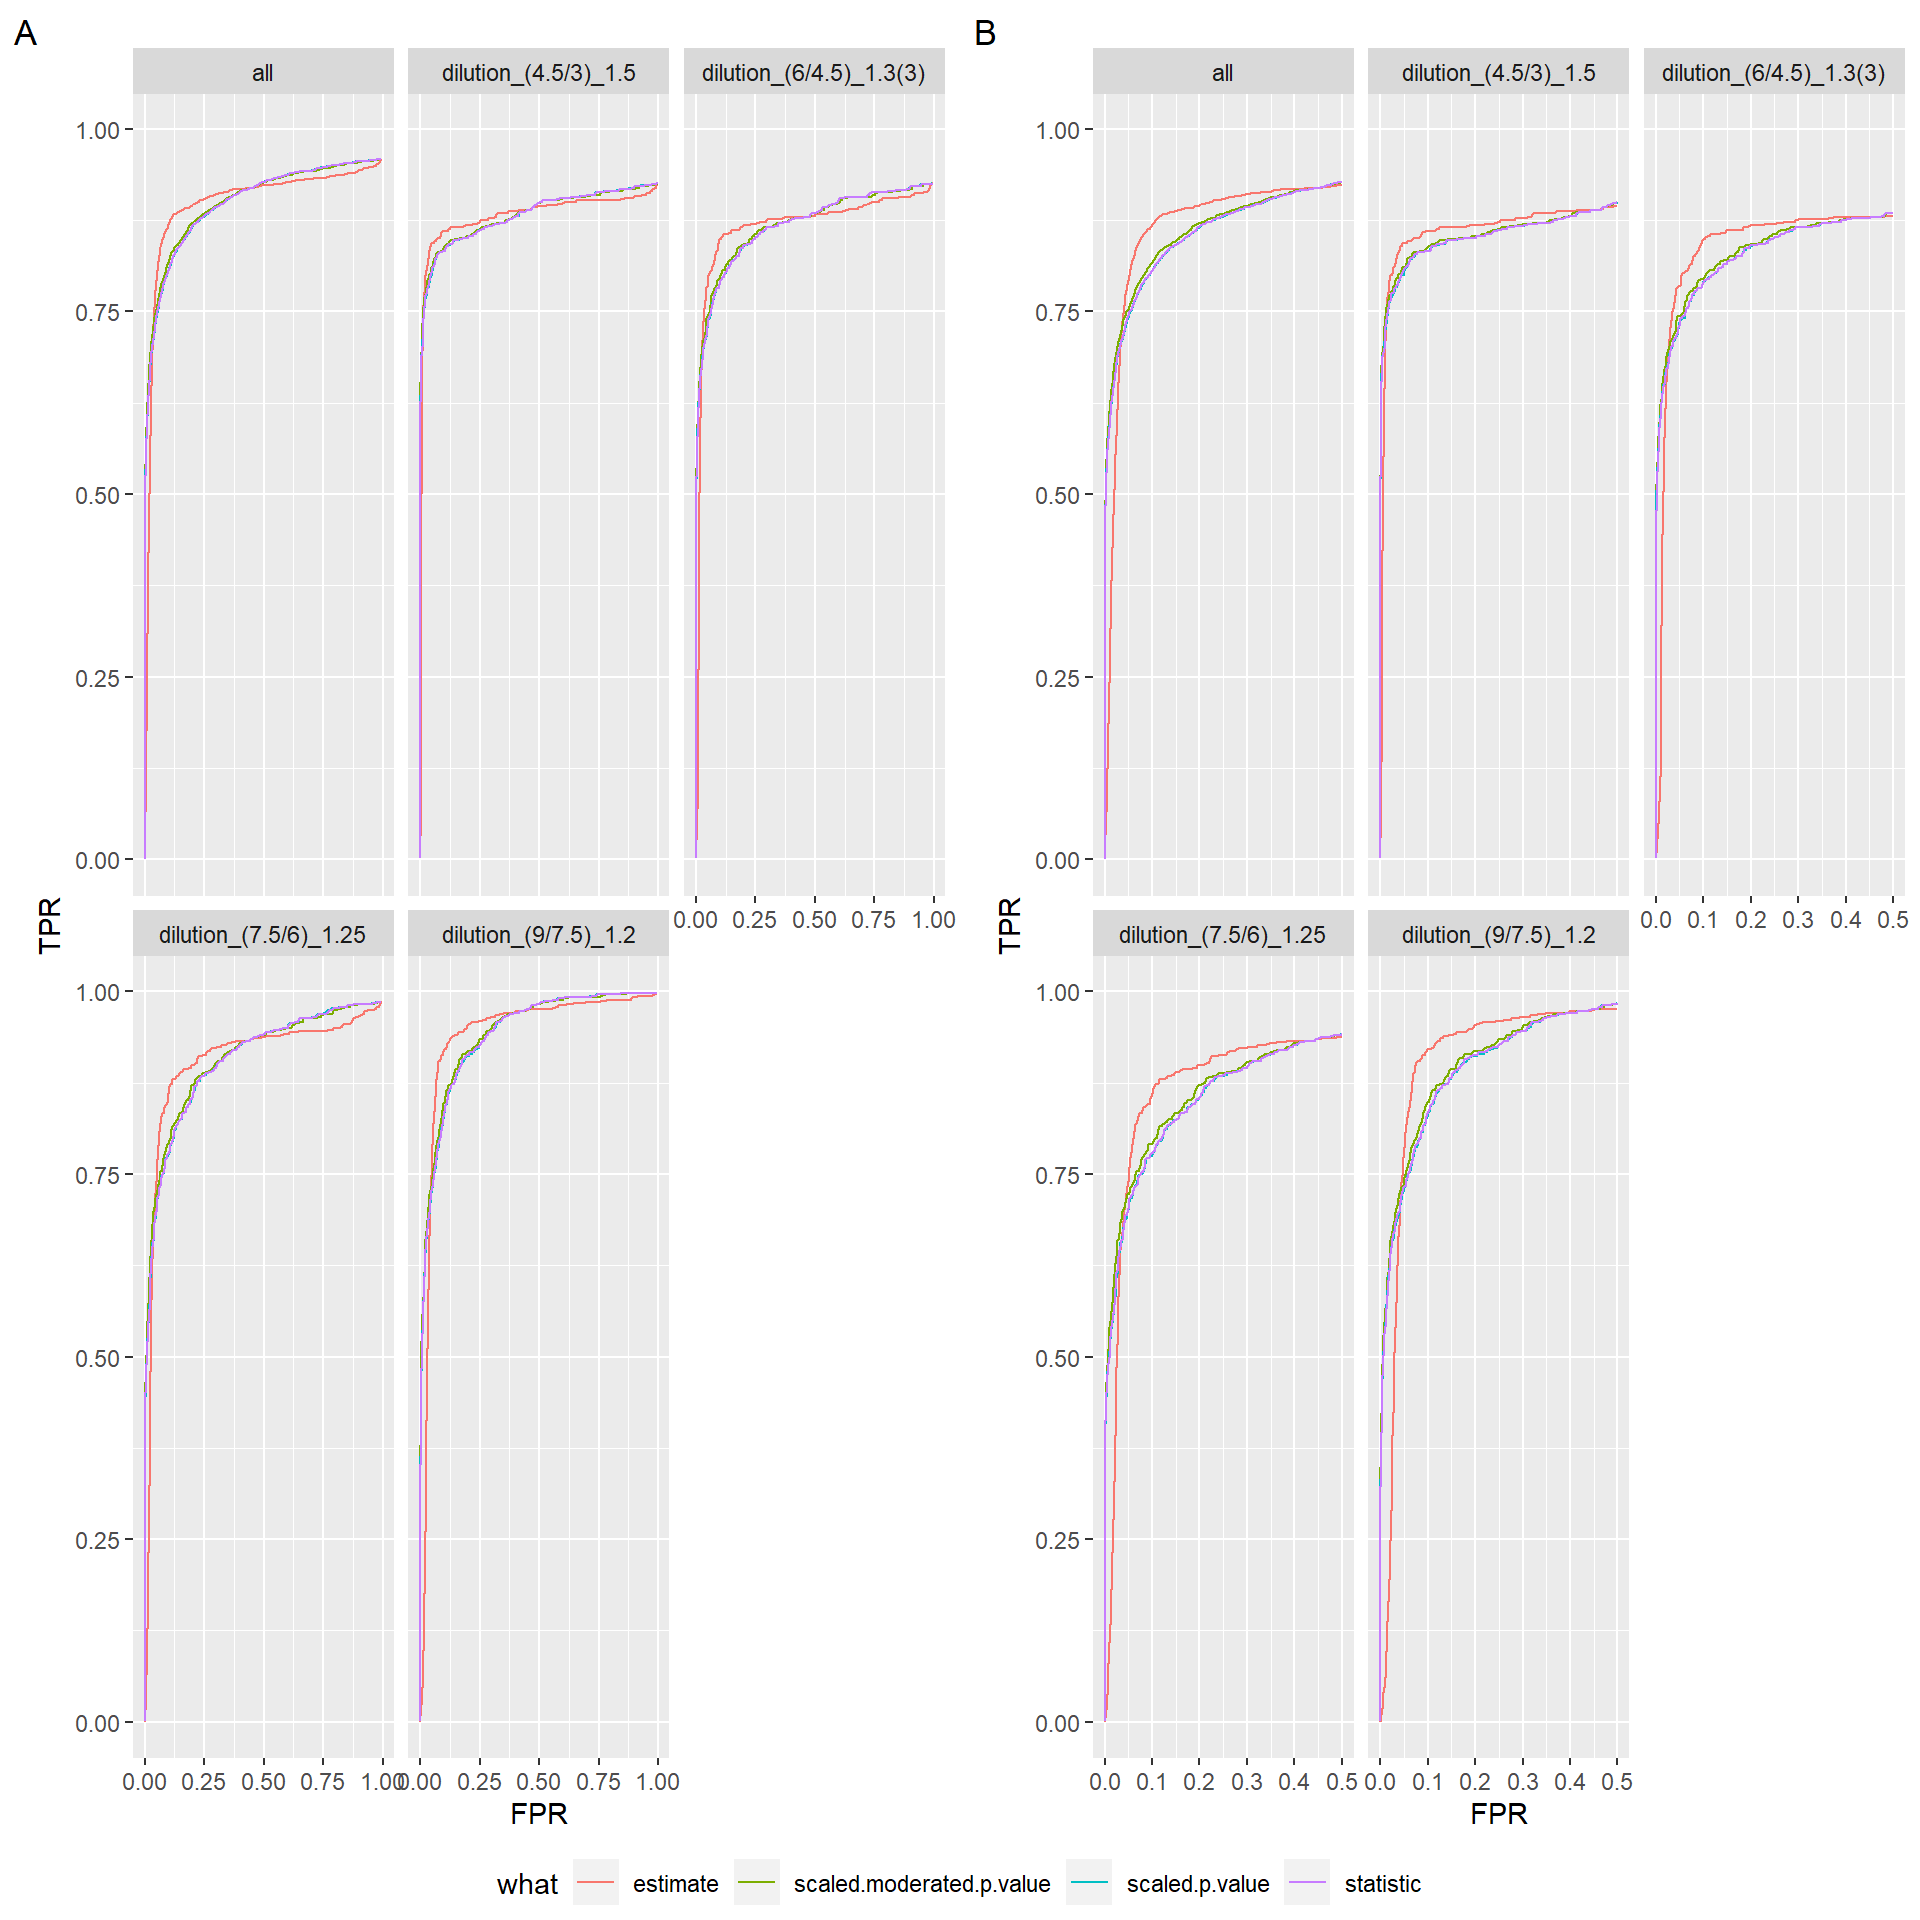 A
B
all
dilution_(4.5/3)_1.5
dilution_(6/4.5)_1.3(3)
all
dilution_(4.5/3)_1.5
dilution_(6/4.5)_1.3(3)
1.00
0.75
0.50
0.25
0.00
1.00
0.75
0.50
0.25
0.00
0.00 0.25 0.50 0.75 1.00
0.0 0.1 0.2 0.3 0.4 0.5
TPR
TPR
dilution_(7.5/6)_1.25
dilution_(9/7.5)_1.2
dilution_(7.5/6)_1.25
dilution_(9/7.5)_1.2
1.00
0.75
0.50
0.25
0.00
1.00
0.75
0.50
0.25
0.00
0.00 0.25 0.50 0.75 1.00
0.00 0.25 0.50 0.75 1.00
0.0 0.1 0.2 0.3 0.4 0.5
0.0 0.1 0.2 0.3 0.4 0.5
FPR
FPR
what estimate scaled.moderated.p.value scaled.p.value statistic